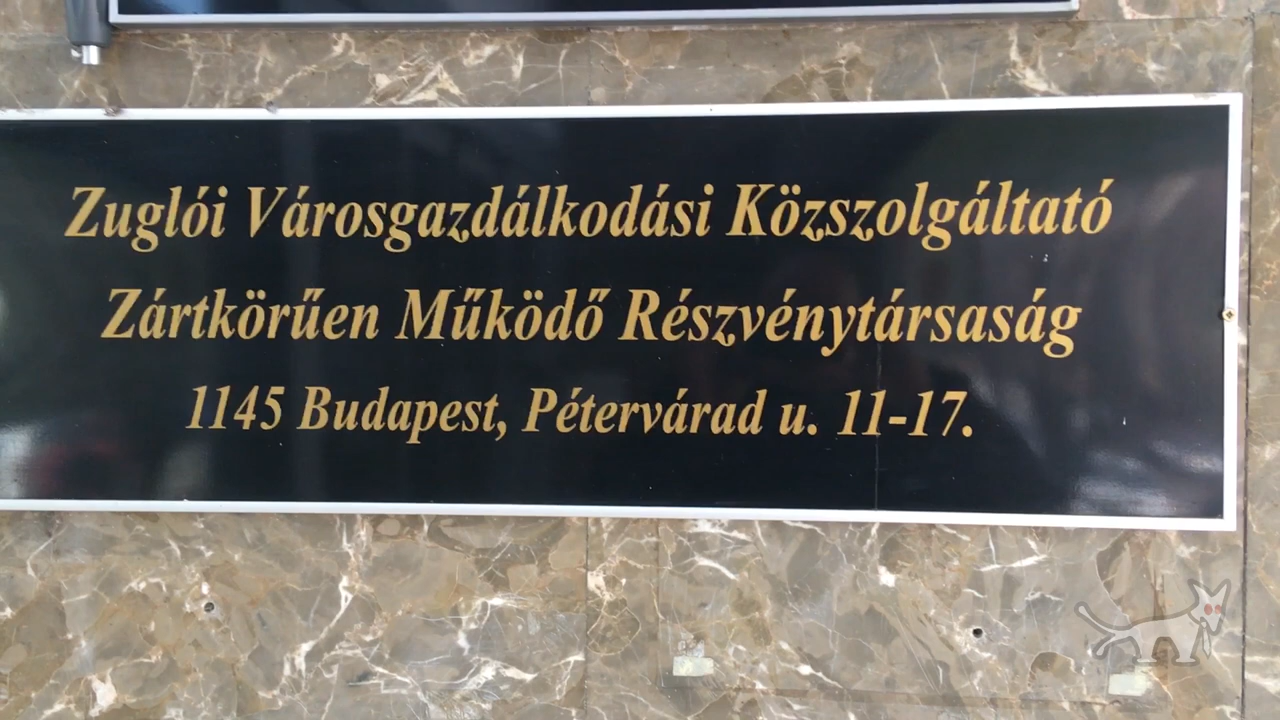 Zuglói Városgazdálkodási Közszolgáltató
Zártkörűen Működő Részvénytársaság
1145 Budapest, Pétervárad u. 11-17.